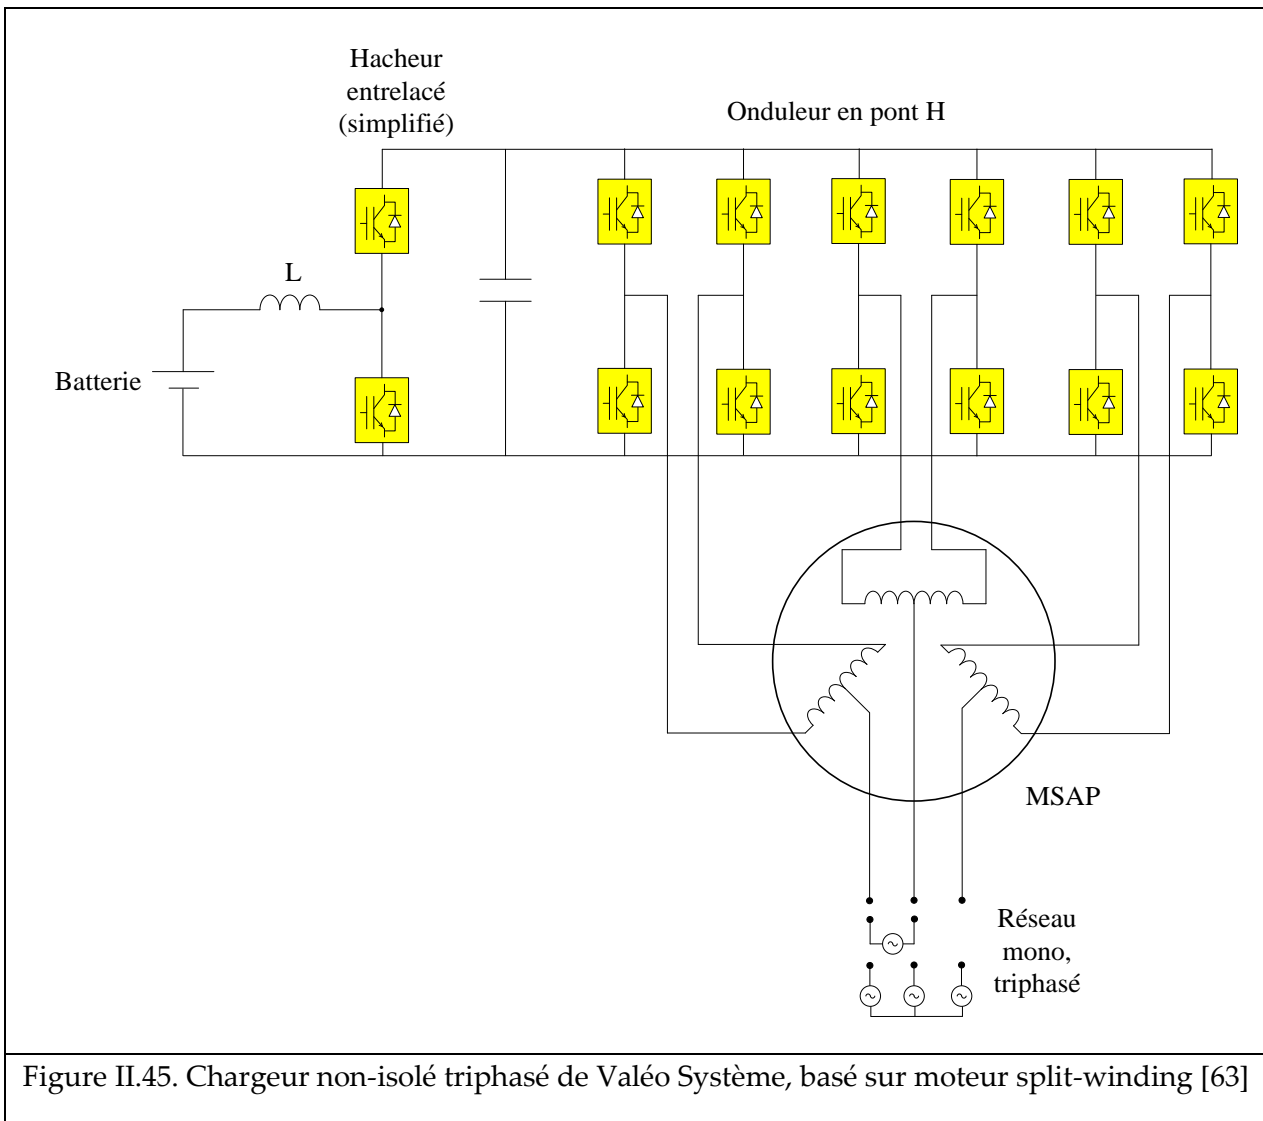 Hacheur
entrelacé
(simplifié)
Onduleur en pont H
L
Batterie
MSAP
Réseau
mono,
triphasé
Figure II.45. Chargeur non-isolé triphasé de Valéo Système, basé sur moteur split-winding [63]